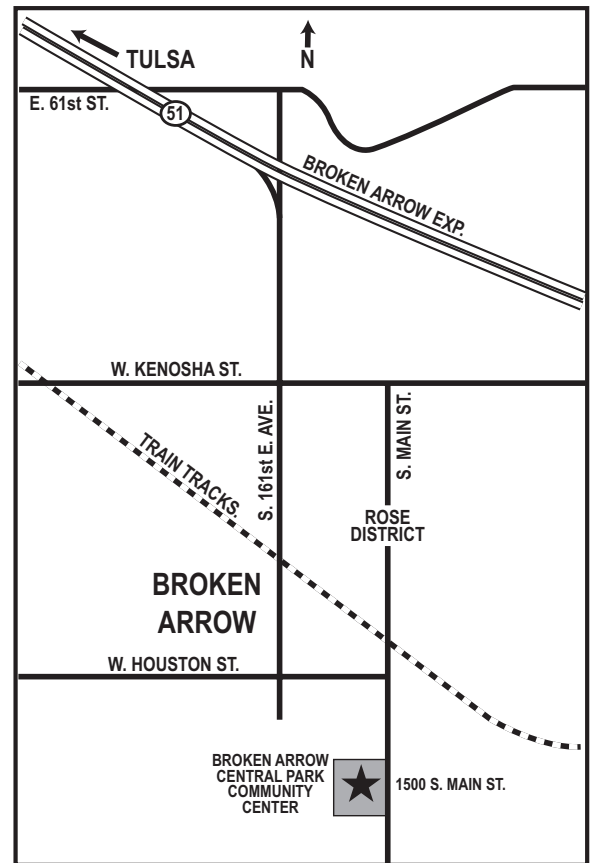 TULSA
N
E. 61st ST.
51
BROKEN ARROW EXP.
W. KENOSHA ST.
S. 161st E. AVE.
S. MAIN ST.
TRAIN TRACKS.
ROSE
DISTRICT
BROKEN
ARROW
W. HOUSTON ST.
BROKEN ARROW
CENTRAL PARK
COMMUNITY
CENTER
1500 S. MAIN ST.